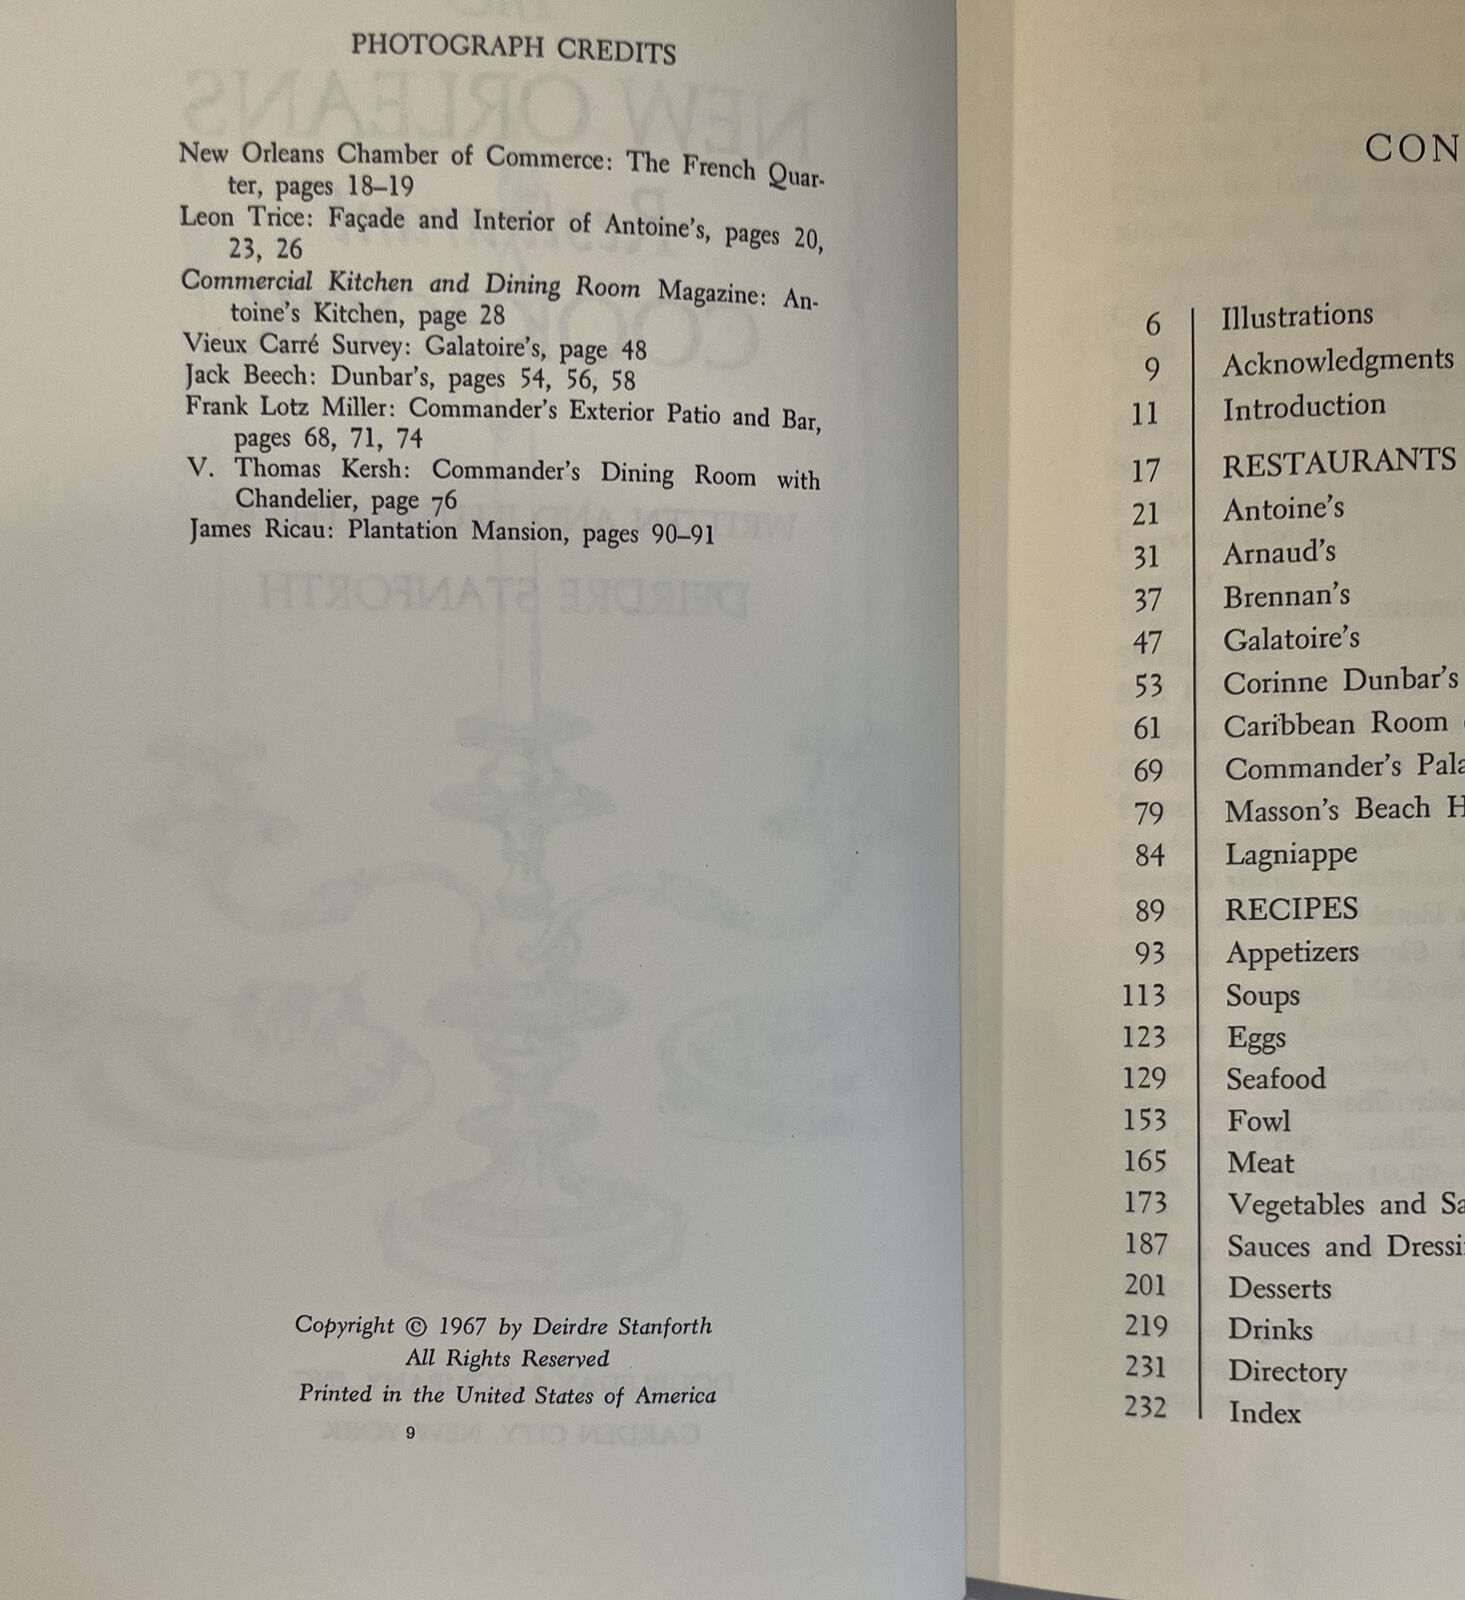 PHOTOGRAPH CREDITS
New Orleans Chamber of Commerce: The French Quar-
ter, pages 18–19
Leon Trice: Façade and Interior of Antoine's, pages 20,
23, 26
Commercial Kitchen and Dining Room Magazine: An-
toine's Kitchen, page 28
Vieux Carré Survey: Galatoire's, page 48
Jack Beech: Dunbar's, pages 54, 56, 58
Frank Lotz Miller: Commander's Exterior Patio and Bar,
pages 68, 71, 74
V. Thomas Kersh: Commander's Dining Room with
Chandelier, page 76
James Ricau: Plantation Mansion, pages 90–91
Copyright © 1967 by Deirdre Stanforth
All Rights Reserved
Printed in the United States of America
9
CON
6 Illustrations
9 Acknowledgments
11 Introduction
17 RESTAURANTS
21 Antoine's
31 Arnaud's
37 Brennan's
47 Galatoire's
53 Corinne Dunbar's
61 Caribbean Room
69 Commander's Pala
79 Masson's Beach H
84 Lagniappe
89 RECIPES
93 Appetizers
113 Soups
123 Eggs
129 Seafood
153 Fowl
165 Meat
173 Vegetables and Sa
187 Sauces and Dressi
201 Desserts
219 Drinks
231 Directory
232 Index